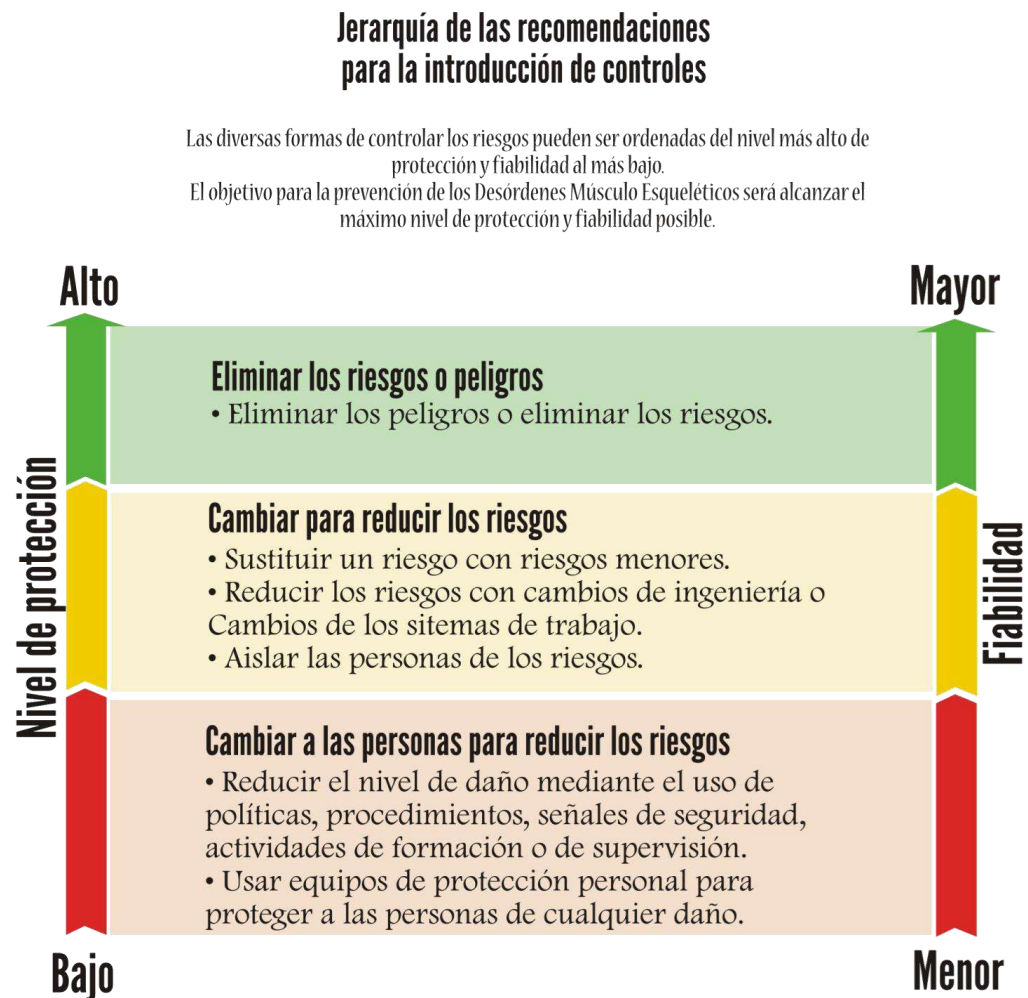 Jerarquía de las recomendaciones
para la introducción de controles
Las diversas formas de controlar los riesgos pueden ser ordenadas del nivel más alto de
protección y fiabilidad al más bajo.
El objetivo para la prevención de los Desórdenes Músculo Esqueléticos será alcanzar el
máximo nivel de protección y fiabilidad posible.
Alto
Mayor
Nivel de protección
Fiabilidad
Eliminar los riesgos o peligros
• Eliminar los peligros o eliminar los riesgos.
Cambiar para reducir los riesgos
• Sustituir un riesgo con riesgos menores.
• Reducir los riesgos con cambios de ingeniería o
Cambios de los sitemas de trabajo.
• Aislar las personas de los riesgos.
Cambiar a las personas para reducir los riesgos
• Reducir el nivel de daño mediante el uso de
políticas, procedimientos, señales de seguridad,
actividades de formación o de supervisión.
• Usar equipos de protección personal para
proteger a las personas de cualquier daño.
Bajo
Menor